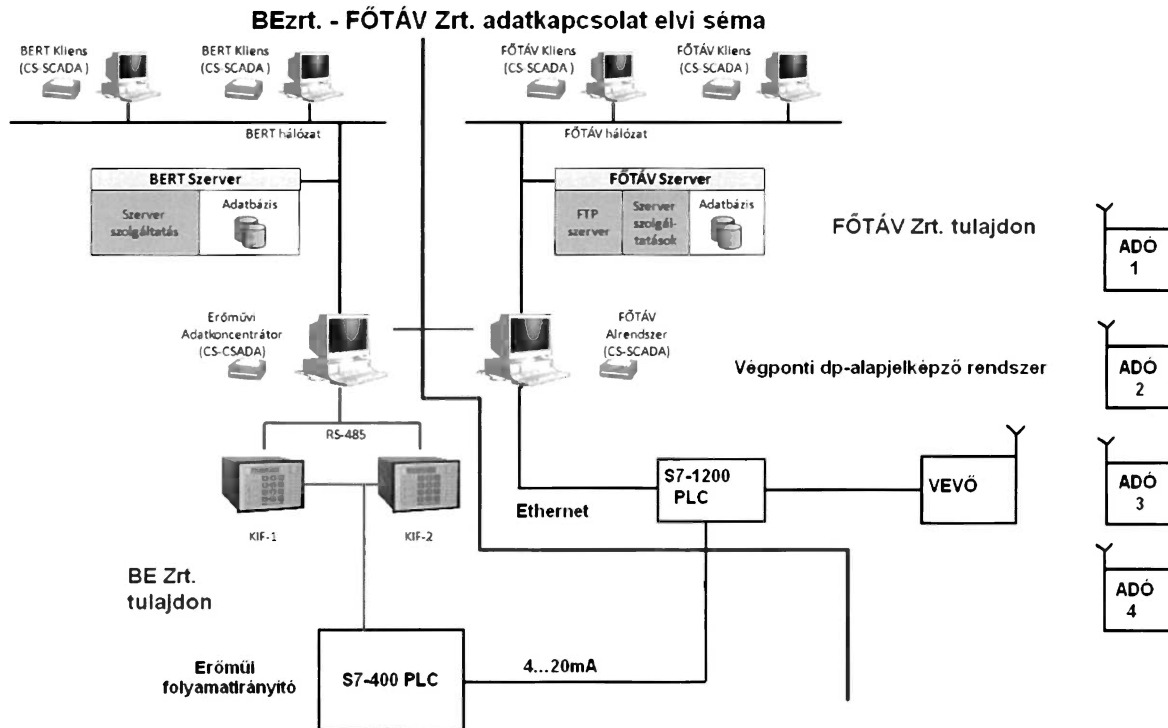 BEzrt. - FŐTÁV Zrt. adatkapcsolat elvi séma
BERT Kliens
(CS-SCADA )
BERT Kliens
(CS-SCADA )
FŐTÁV Kliens
(CS-SCADA )
FŐTÁV Kliens
(CS-SCADA )
BERT hálózat
FŐTÁV hálózat
BERT Szerver
Szerver
szolgáltatás
Adatbázis
FŐTÁV Szerver
FTP
szerver
Szerver
szolgál-
tatások
Adatbázis
FŐTÁV Zrt. tulajdon
ADÓ
1
Erőművi
Adatkoncentrátor
(CS-CSADA)
FŐTÁV
Alrendszer
(CS-SCADA)
Végponti dp-alapjelképző rendszer
ADÓ
2
RS-485
KIF-1
KIF-2
S7-1200
PLC
VEVŐ
ADÓ
3
Ethernet
BE Zrt.
tulajdon
ADÓ
4
Erőmüi
folyamatirányító
S7-400 PLC
4...20mA